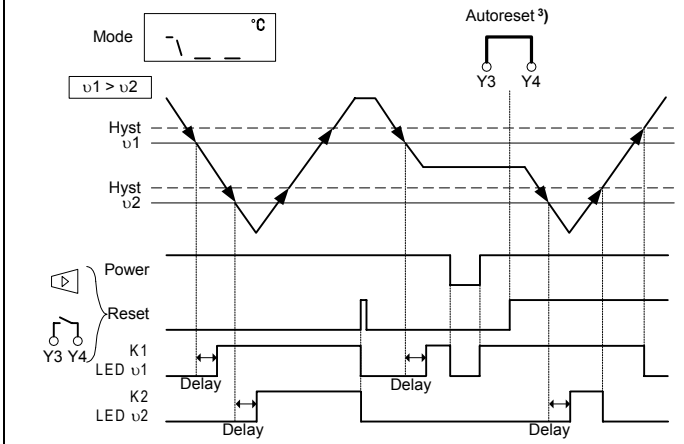 Autoreset ³⁾
Mode
°C
Y3 Y4
υ1 > υ2
Hyst
υ1
Hyst
υ2
Power
Reset
Y3 Y4
K1
LED υ1
Delay
Delay
K2
LED υ2
Delay
Delay